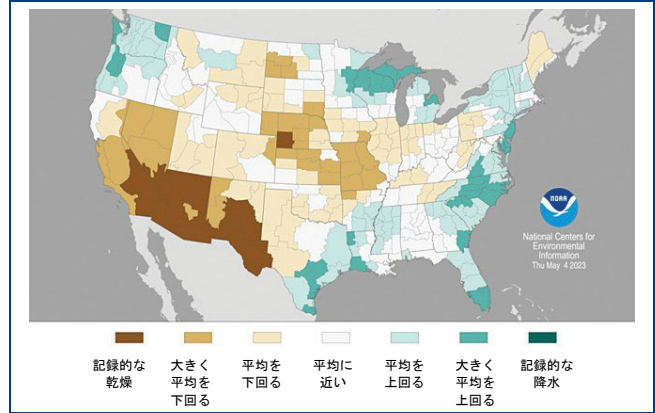 NOAA
National Centers for
Environmental
Information
Thu May 4 2023
記録的な
乾燥
大きく
平均を
下回る
平均を
下回る
平均に
近い
平均を
上回る
大きく
平均を
上回る
記録的な
降水